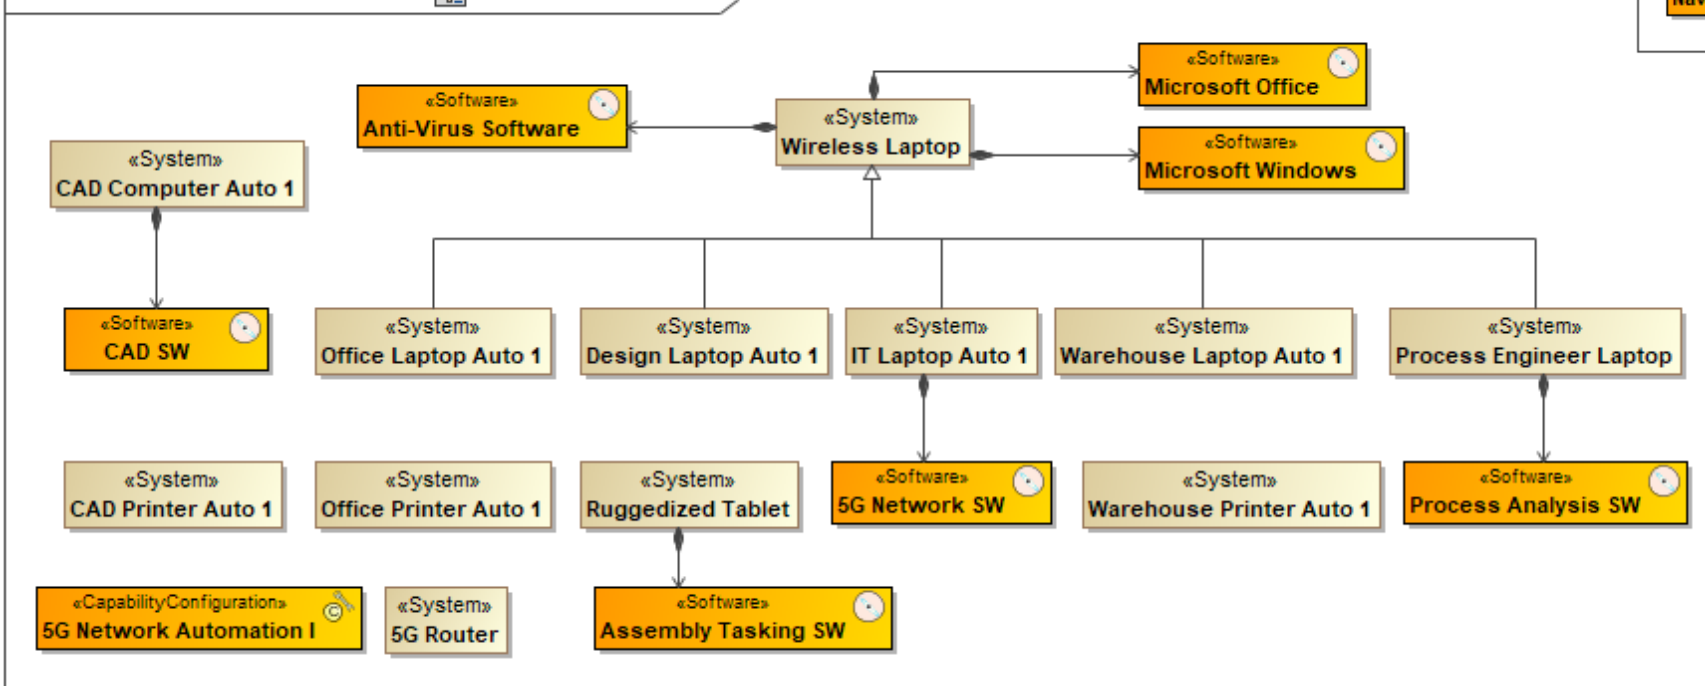 «Software»
Microsoft Office
«Software»
Anti-Virus Software
«System»
Wireless Laptop
«Software»
Microsoft Windows
«System»
CAD Computer Auto 1
«Software»
CAD SW
«System»
Office Laptop Auto 1
«System»
Design Laptop Auto 1
«System»
IT Laptop Auto 1
«System»
Warehouse Laptop Auto 1
«System»
Process Engineer Laptop
«System»
CAD Printer Auto 1
«System»
Office Printer Auto 1
«System»
Ruggedized Tablet
«Software»
5G Network SW
«System»
Warehouse Printer Auto 1
«Software»
Process Analysis SW
«CapabilityConfiguration»
5G Network Automation I
«System»
5G Router
«Software»
Assembly Tasking SW